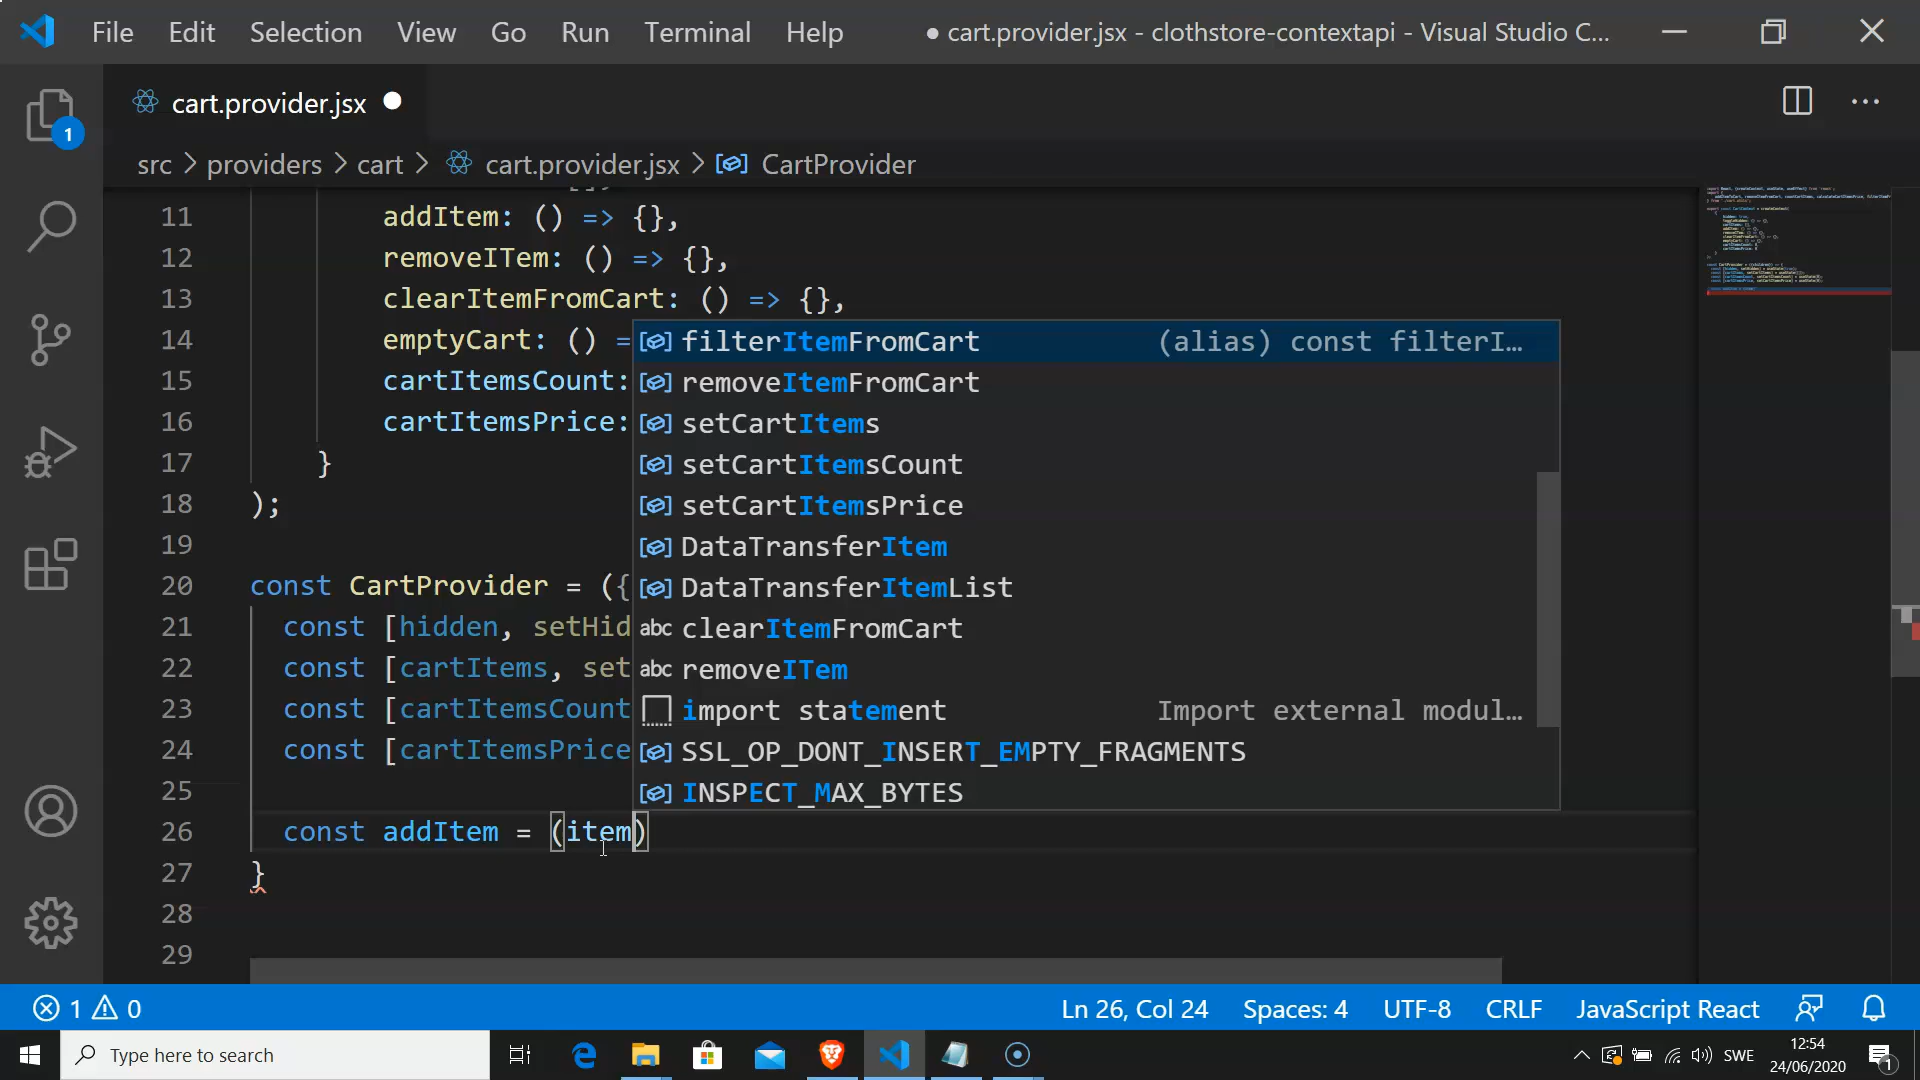 File Edit Selection View Go Run Terminal Help ● cart.provider.jsx - clothstore-contextapi - Visual Studio C...
cart.provider.jsx
1
src > providers > cart > cart.provider.jsx > CartProvider
11 addItem: () => {},
12 removeITem: () => {},
13 clearItemFromCart: () => {},
14 emptyCart: () =
15 cartItemsCount:
16 cartItemsPrice:
17 }
18 );
19
20 const CartProvider = ({
21 const [hidden, setHid
22 const [cartItems, set
23 const [cartItemsCount
24 const [cartItemsPrice
25
26 const addItem = (item)
27 }
28
29
filterItemFromCart (alias) const filterI...
removeItemFromCart
setCartItems
setCartItemsCount
setCartItemsPrice
DataTransferItem
DataTransferItemList
abc clearItemFromCart
abc removeITem
import statement Import external modul...
SSL_OP_DONT_INSERT_EMPTY_FRAGMENTS
INSPECT_MAX_BYTES
1 0 Ln 26, Col 24 Spaces: 4 UTF-8 CRLF JavaScript React
Type here to search
SWE
12:54
24/06/2020
1